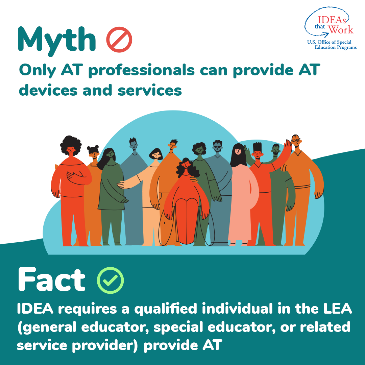 Myth
IDEAs
that Work
U.S. Office of Special
Education Programs
Only AT professionals can provide AT
devices and services
Fact
IDEA requires a qualified individual in the LEA
(general educator, special educator, or related
service provider) provide AT